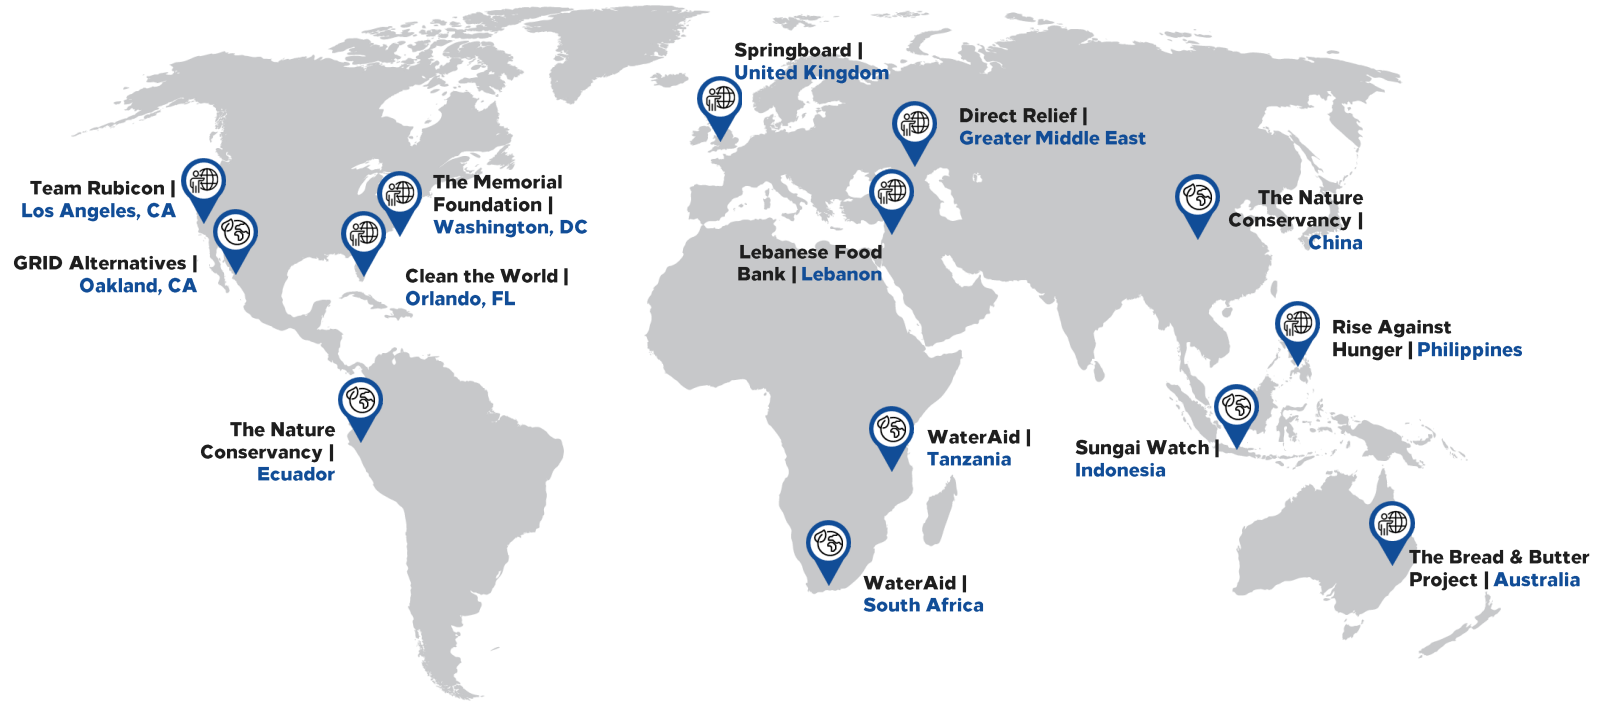 Springboard |
United Kingdom
Direct Relief |
Greater Middle East
Team Rubicon |
Los Angeles, CA
The Memorial
Foundation |
Washington, DC
The Nature
Conservancy |
China
GRID Alternatives |
Oakland, CA
Clean the World |
Orlando, FL
Lebanese Food
Bank | Lebanon
Rise Against
Hunger | Philippines
The Nature
Conservancy |
Ecuador
WaterAid |
Tanzania
Sungai Watch |
Indonesia
WaterAid |
South Africa
The Bread & Butter
Project | Australia